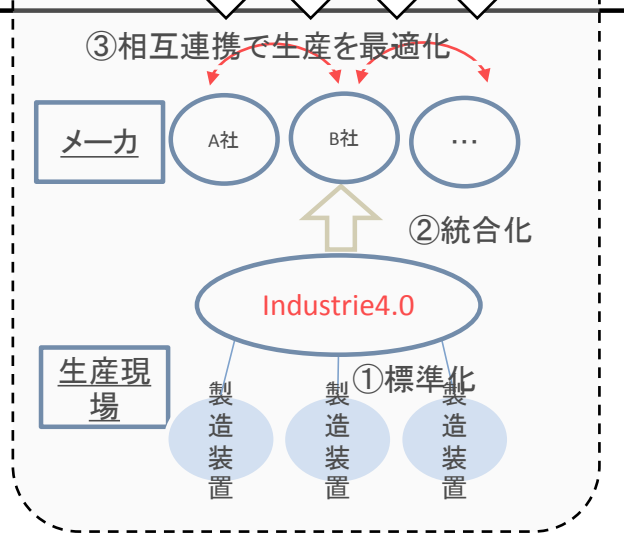 ③相互連携で生産を最適化
メーカ
A社
B社
…
②統合化
Industrie4.0
①標準化
生産現
場
製造装置
製造装置
製造装置